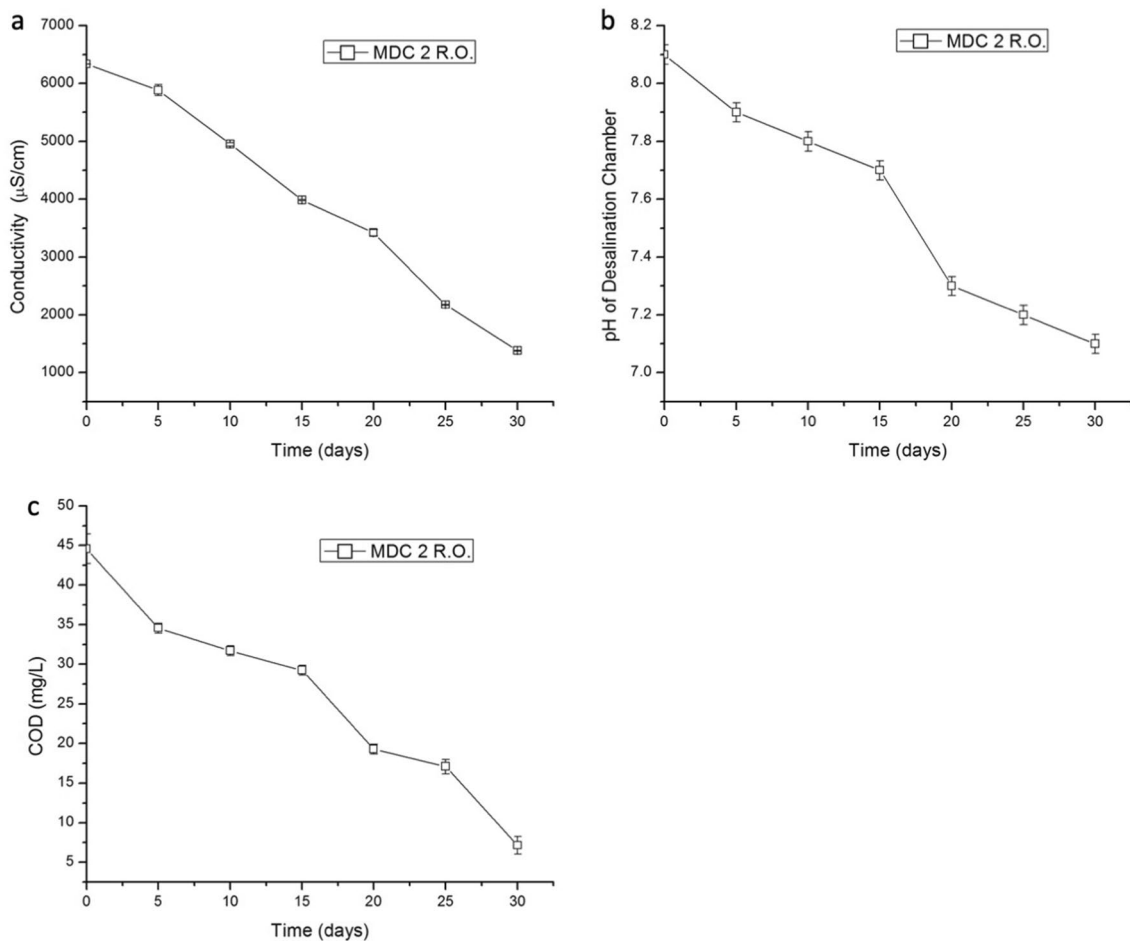 a
7000
6000
5000
4000
3000
2000
1000
Conductivity (μS/cm)
MDC 2 R.O.
0 5 10 15 20 25 30
Time (days)
b
8.2
8.0
7.8
7.6
7.4
7.2
7.0
pH of Desalination Chamber
MDC 2 R.O.
0 5 10 15 20 25 30
Time (days)
c
50
45
40
35
30
25
20
15
10
5
COD (mg/L)
MDC 2 R.O.
0 5 10 15 20 25 30
Time (days)